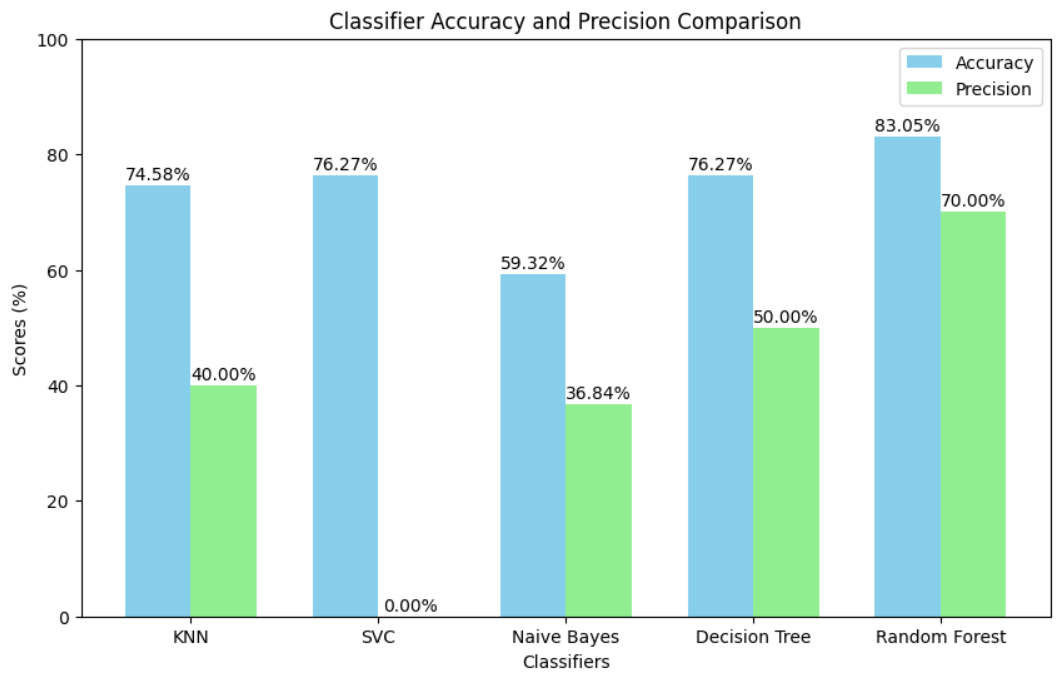 Classifier Accuracy and Precision Comparison
100
80
60
40
20
0
Scores (%)
Accuracy
Precision
74.58%
40.00%
76.27%
0.00%
59.32%
36.84%
76.27%
50.00%
83.05%
70.00%
KNN
SVC
Naive Bayes
Decision Tree
Random Forest
Classifiers